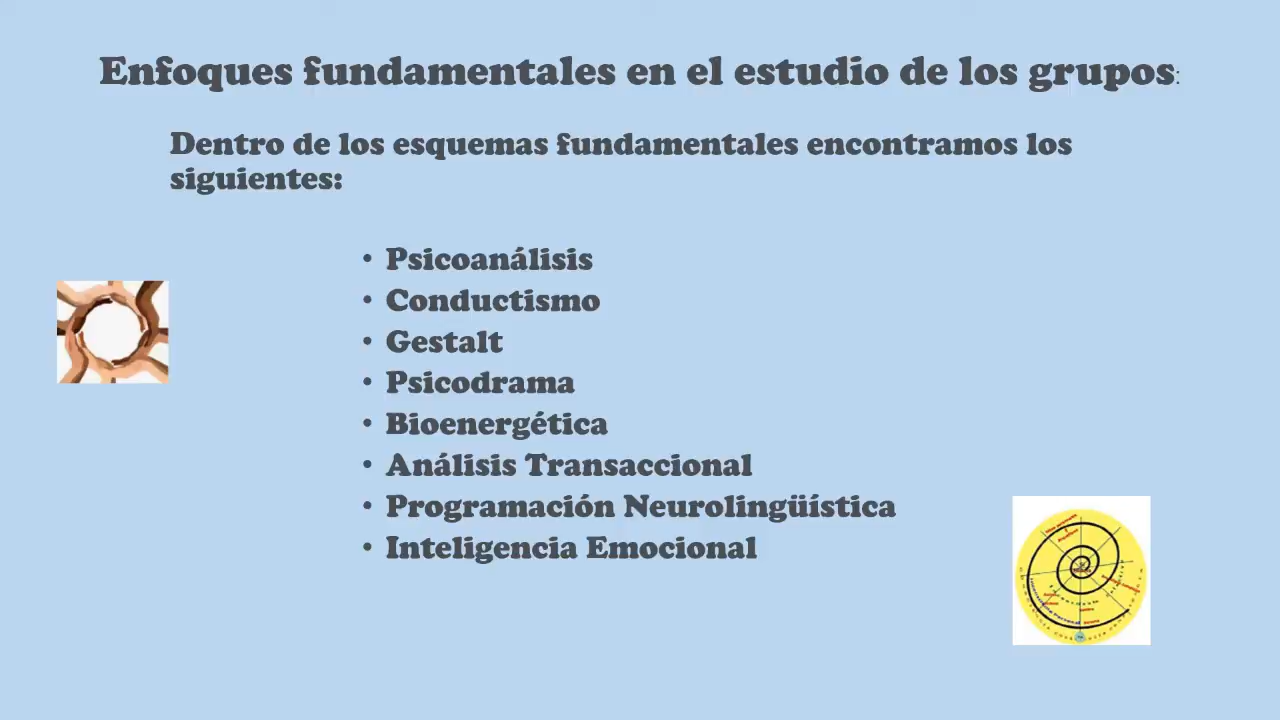 Enfoques fundamentales en el estudio de los grupos:
Dentro de los esquemas fundamentales encontramos los
siguientes:
• Psicoanálisis
• Conductismo
• Gestalt
• Psicodrama
• Bioenergética
• Análisis Transaccional
• Programación Neurolingüística
• Inteligencia Emocional